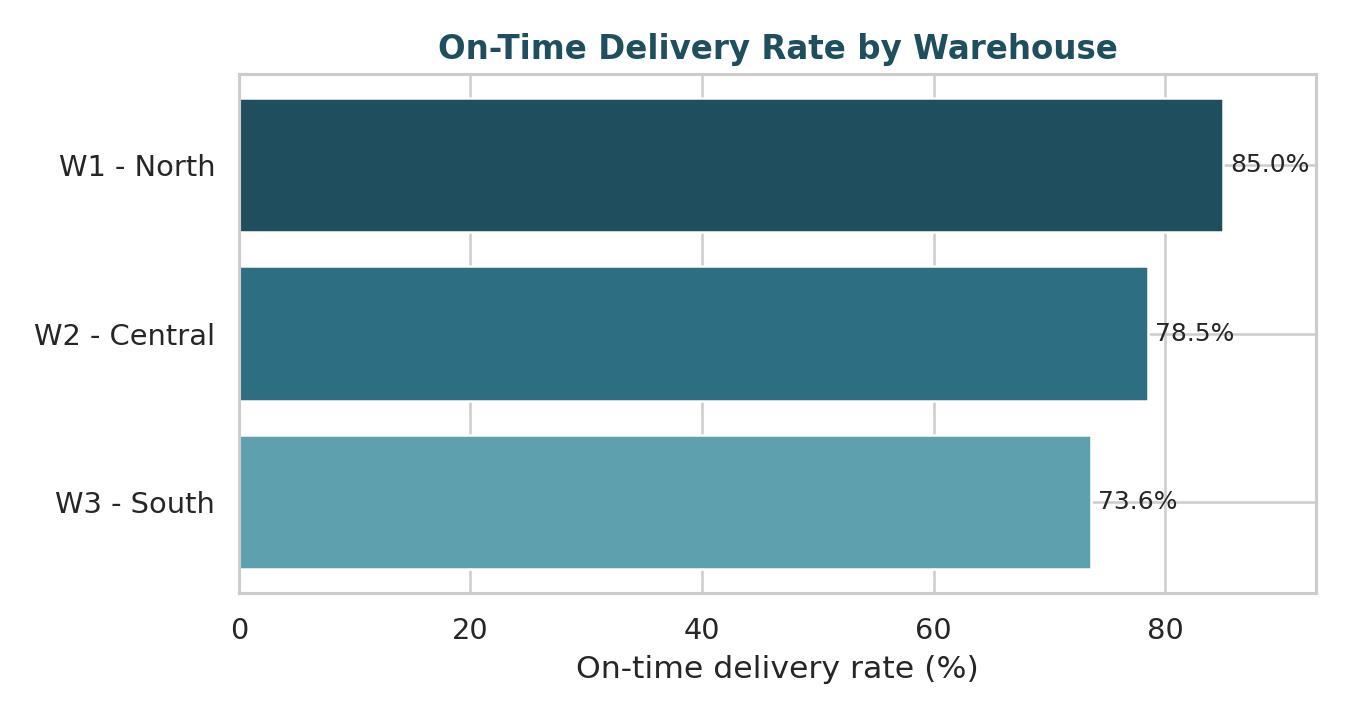 On-Time Delivery Rate by Warehouse
W1 - North
85.0%
W2 - Central
78.5%
W3 - South
73.6%
0 20 40 60 80
On-time delivery rate (%)